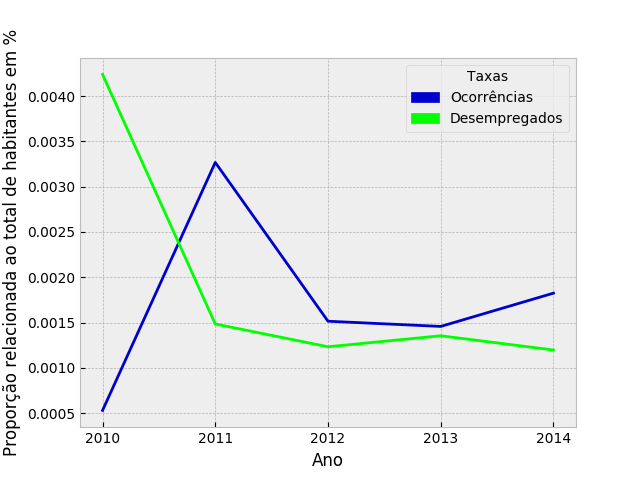 Proporção relacionada ao total de habitantes em %
0.0040
0.0035
0.0030
0.0025
0.0020
0.0015
0.0010
0.0005
Taxas
Ocorrências
Desempregados
2010 2011 2012 2013 2014
Ano